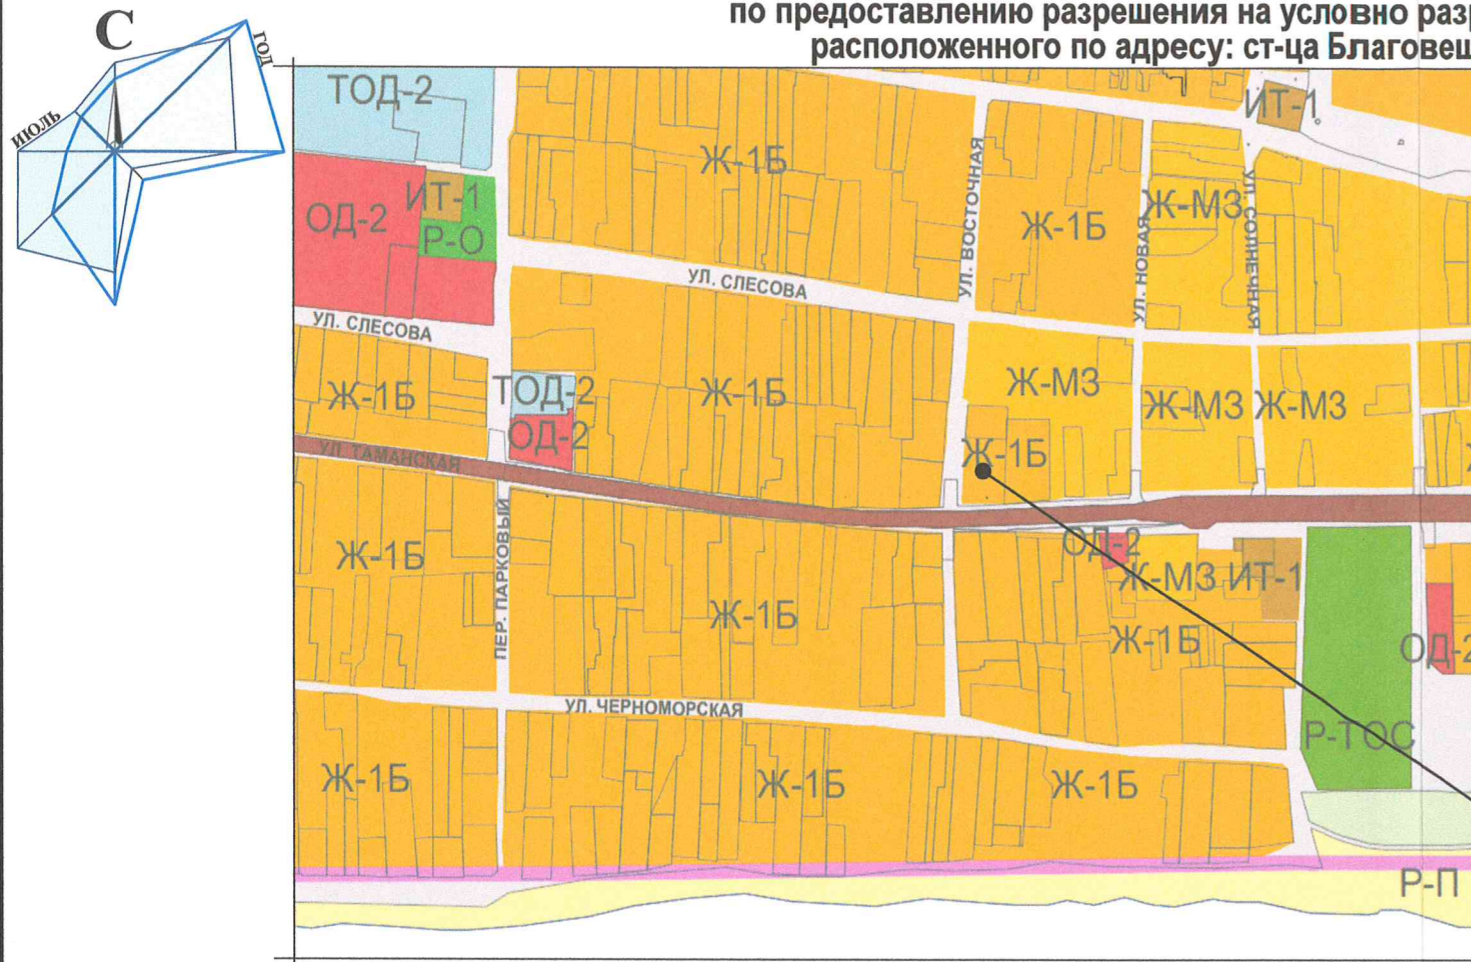 по предоставлению разрешения на условно раз
расположенного по адресу: ст-ца Благовещ
С
ГОД
ИЮЛЬ
ТОД-2
ИТ-1
Ж-1Б
ИТ-1
ОД-2
Р-О
Ж-1Б
Ж-МЗ
УЛ. ВОСТОЧНАЯ
УЛ. НОВАЯ
УЛ. СОЛНЕЧНАЯ
УЛ. СЛЕСОВА
УЛ. СЛЕСОВА
Ж-1Б
ТОД-2
ОД-2
Ж-1Б
Ж-МЗ
Ж-МЗ
Ж-МЗ
Ж-1Б
УЛ. ТАМАНСКАЯ
ПЕР. ПАРКОВЫЙ
Ж-1Б
Ж-1Б
ОД-2
Ж-МЗ
ИТ-1
Ж-1Б
ОД-2
УЛ. ЧЕРНОМОРСКАЯ
Р-ТОС
Ж-1Б
Ж-1Б
Ж-1Б
Р-П